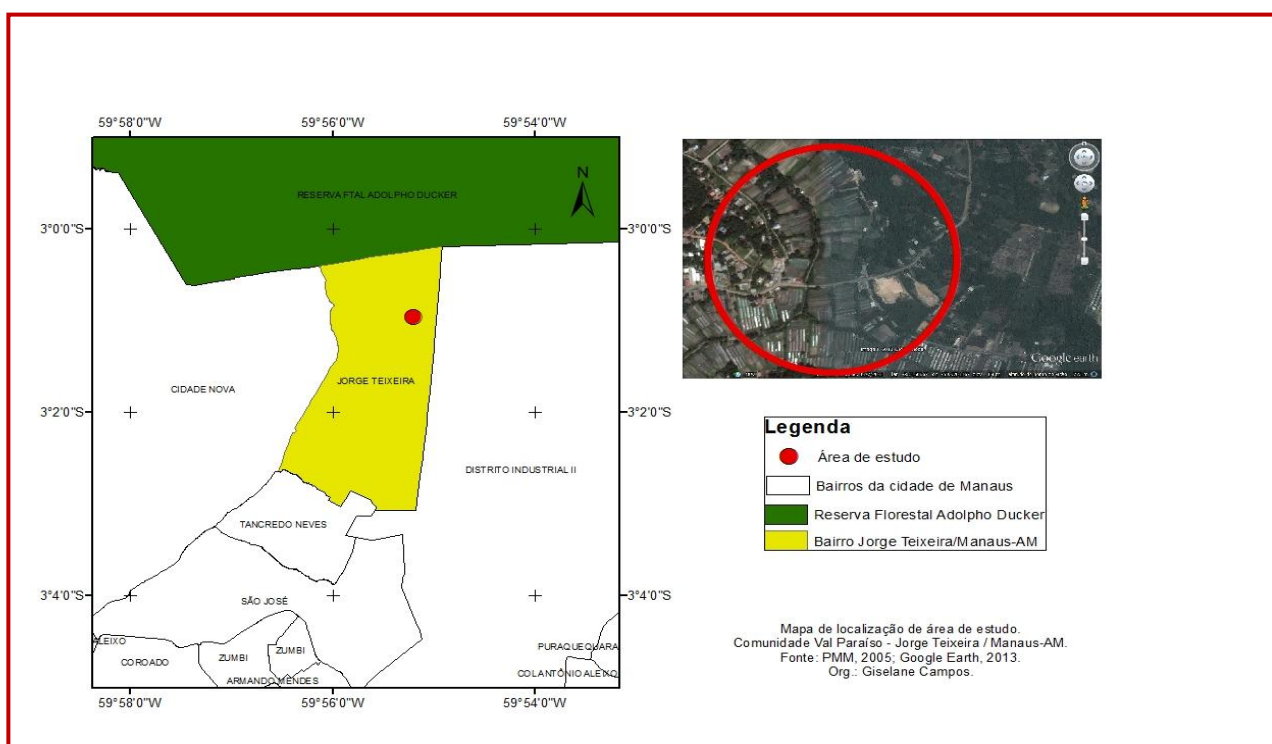 59°58'0"W
59°56'0"W
59°54'0"W
RESERVA FTAL ADOLPHO DUCKER
N
3°0'0"S
3°0'0"S
JORGE TEIXEIRA
CIDADE NOVA
3°2'0"S
3°2'0"S
DISTRITO INDUSTRIAL II
TANCREDO NEVES
3°4'0"S
3°4'0"S
SÃO JOSÉ
ALEIXO
COROADO
ZUMBI
ZUMBI
ARMANDO MENDES
PURAQUEQUARA
COLANTÔNIO ALEIXO
59°58'0"W
59°56'0"W
59°54'0"W
Google earth
Legenda
Área de estudo
Bairros da cidade de Manaus
Reserva Florestal Adolpho Ducker
Bairro Jorge Teixeira/Manaus-AM
Mapa de localização de área de estudo.
Comunidade Val Paraíso - Jorge Teixeira / Manaus-AM.
Fonte: PMM, 2005; Google Earth, 2013.
Org.: Giselane Campos.